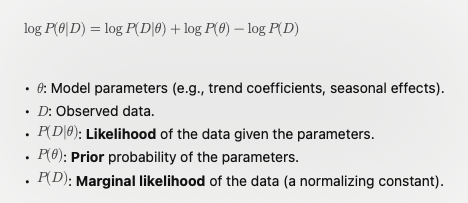 log P(θ|D) = log P(D|θ) + log P(θ) − log P(D)
• θ: Model parameters (e.g., trend coefficients, seasonal effects).
• D: Observed data.
• P(D|θ): Likelihood of the data given the parameters.
• P(θ): Prior probability of the parameters.
• P(D): Marginal likelihood of the data (a normalizing constant).